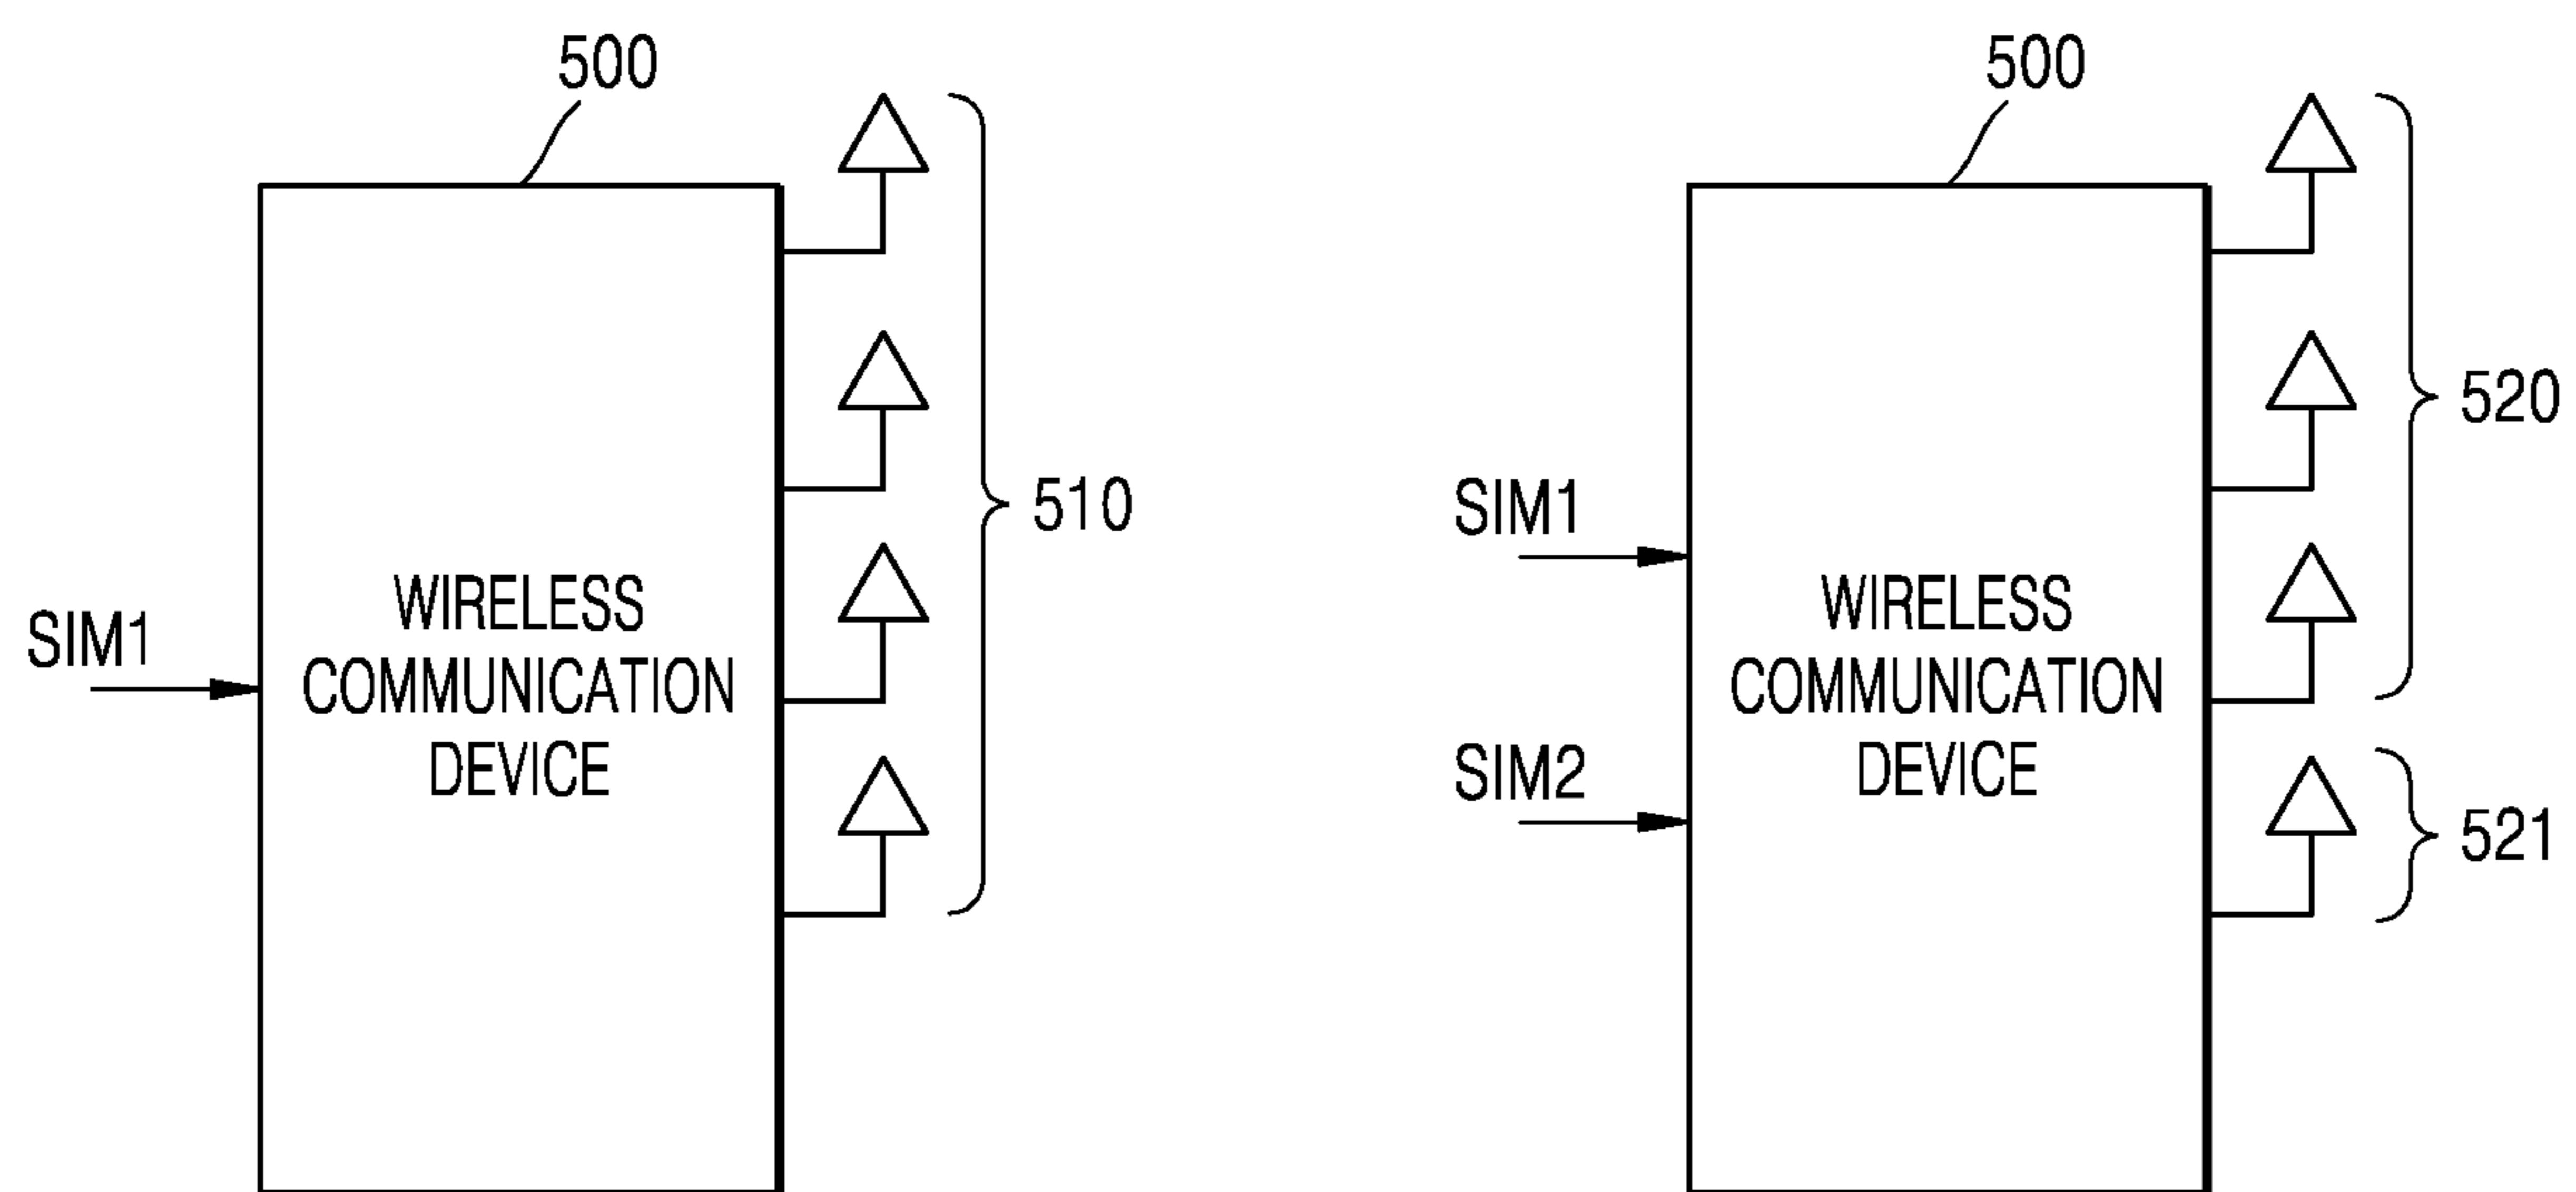 500
510
SIM1
WIRELESS
COMMUNICATION
DEVICE
500
520
SIM1
WIRELESS
COMMUNICATION
DEVICE
SIM2
521